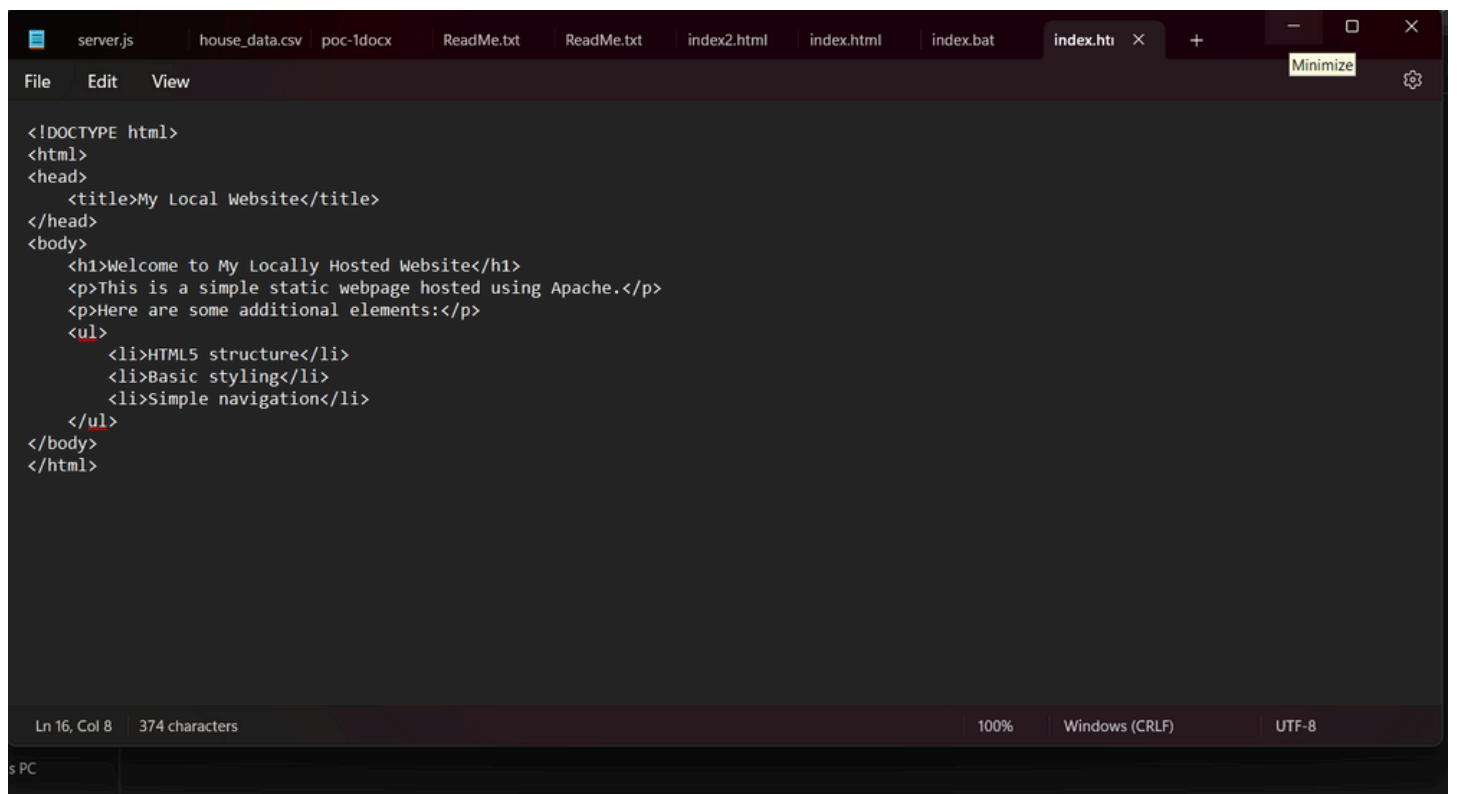 server.js house_data.csv poc-1docx ReadMe.txt ReadMe.txt index2.html index.html index.bat index.htı
Minimize
File Edit View
<!DOCTYPE html>
<html>
<head>
    <title>My Local Website</title>
</head>
<body>
    <h1>Welcome to My Locally Hosted Website</h1>
    <p>This is a simple static webpage hosted using Apache.</p>
    <p>Here are some additional elements:</p>
    <ul>
        <li>HTML5 structure</li>
        <li>Basic styling</li>
        <li>Simple navigation</li>
    </ul>
</body>
</html>
Ln 16, Col 8 374 characters 100% Windows (CRLF) UTF-8
s PC